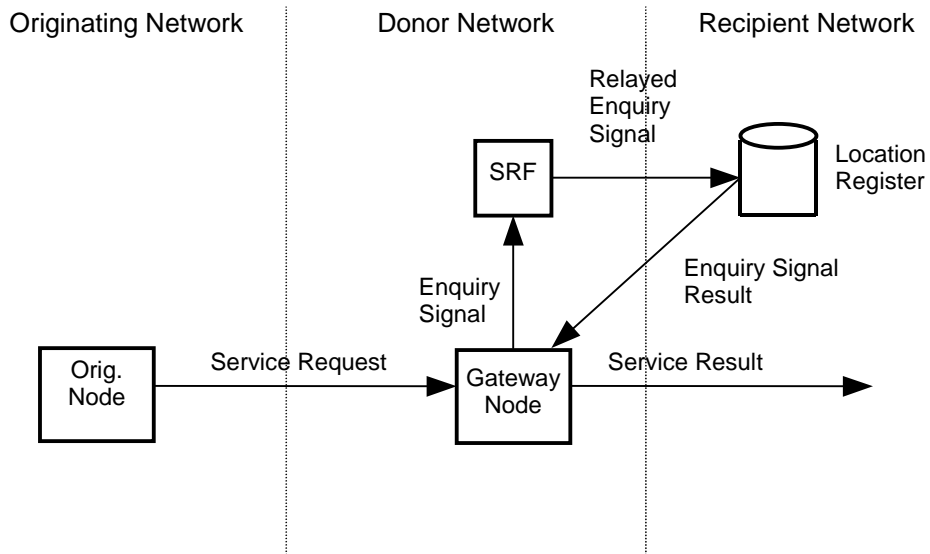 Originating Network
Donor Network
Recipient Network
Relayed
Enquiry
Signal
SRF
Location
Register
Enquiry Signal
Result
Enquiry
Signal
Orig.
Node
Service Request
Gateway
Node
Service Result